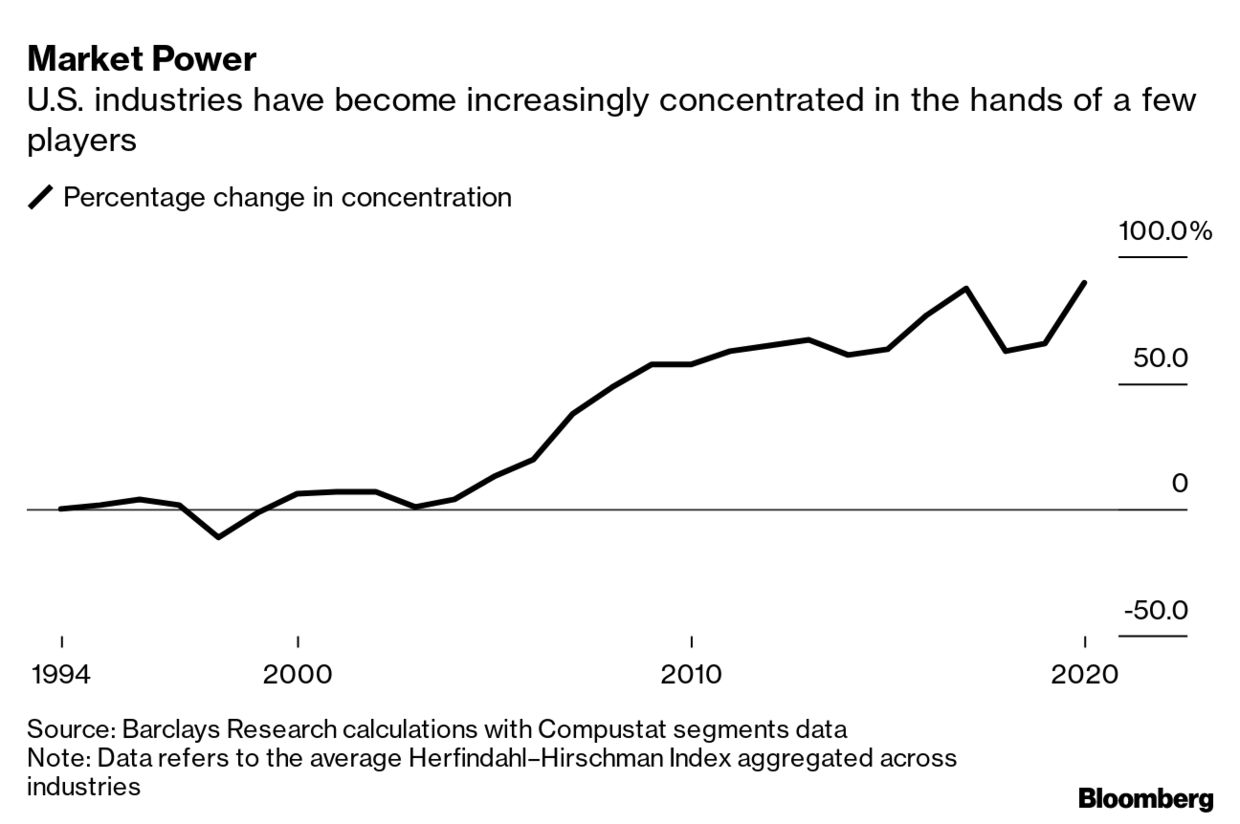 Market Power
U.S. industries have become increasingly concentrated in the hands of a few
players
Percentage change in concentration
100.0%
50.0
0
-50.0
1994
2000
2010
2020
Source: Barclays Research calculations with Compustat segments data
Note: Data refers to the average Herfindahl–Hirschman Index aggregated across
industries
Bloomberg